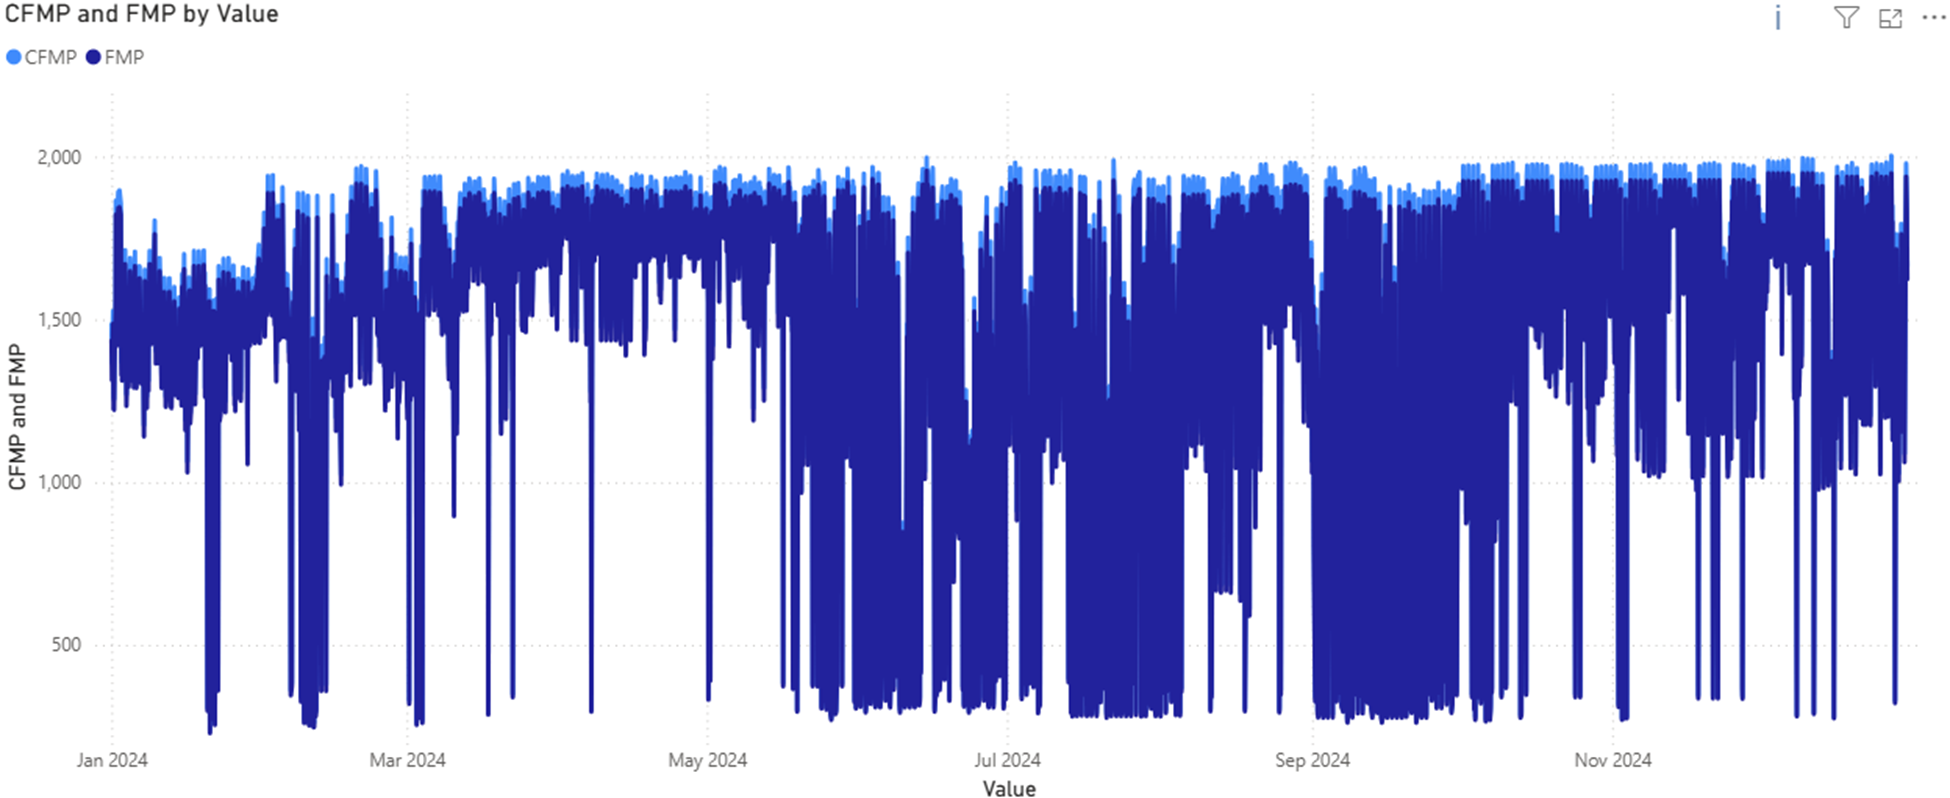 CFMP and FMP by Value
CFMP FMP
2,000
1,500
1,000
500
CFMP and FMP
Jan 2024 Mar 2024 May 2024 Jul 2024 Sep 2024 Nov 2024
Value